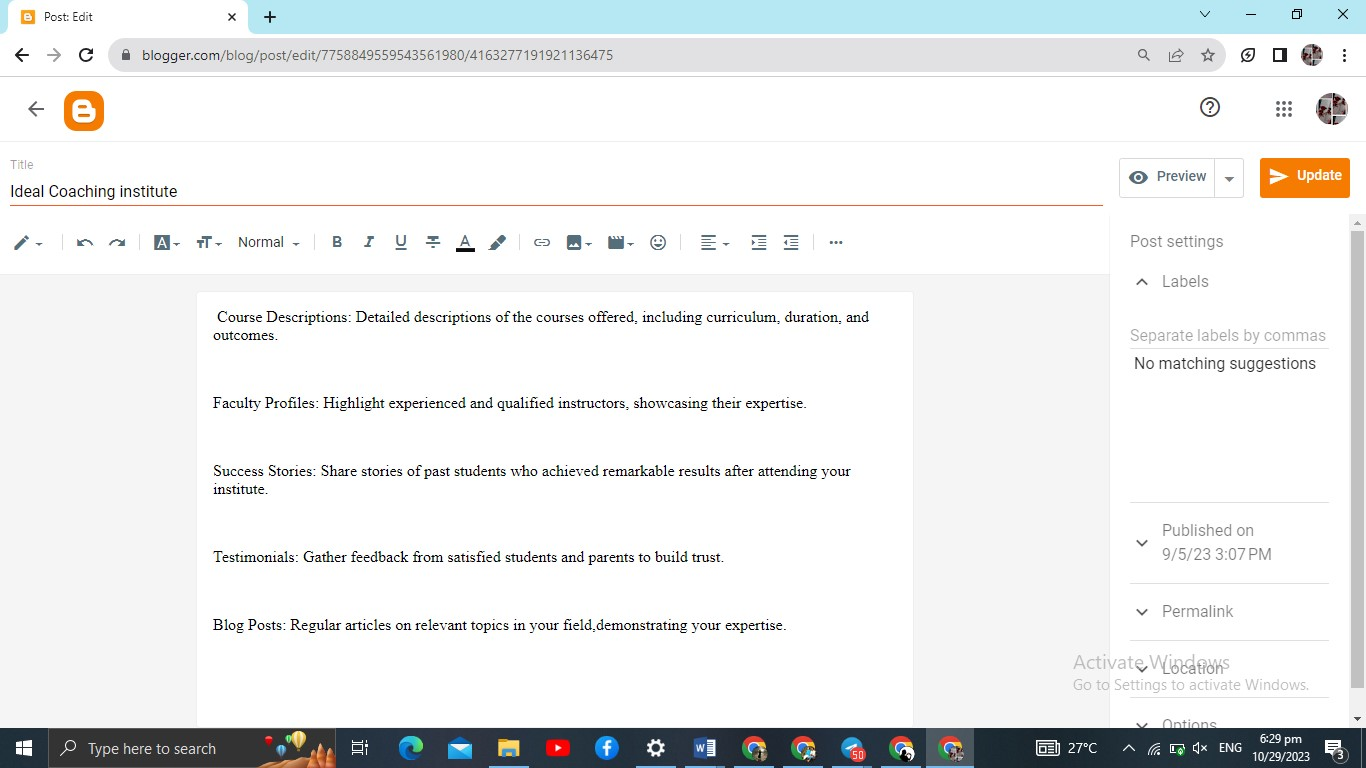 Post: Edit
blogger.com/blog/post/edit/7758849559543561980/4163277191921136475
Title
Ideal Coaching institute
Preview
Update
Normal
B I U A
Course Descriptions: Detailed descriptions of the courses offered, including curriculum, duration, and
outcomes.
Faculty Profiles: Highlight experienced and qualified instructors, showcasing their expertise.
Success Stories: Share stories of past students who achieved remarkable results after attending your
institute.
Testimonials: Gather feedback from satisfied students and parents to build trust.
Blog Posts: Regular articles on relevant topics in your field,demonstrating your expertise.
Post settings
Labels
Separate labels by commas
No matching suggestions
Published on
9/5/23 3:07 PM
Permalink
Location
Options
Activate Windows
Go to Settings to activate Windows.
Type here to search
50
27°C
ENG
6:29 pm
10/29/2023
3